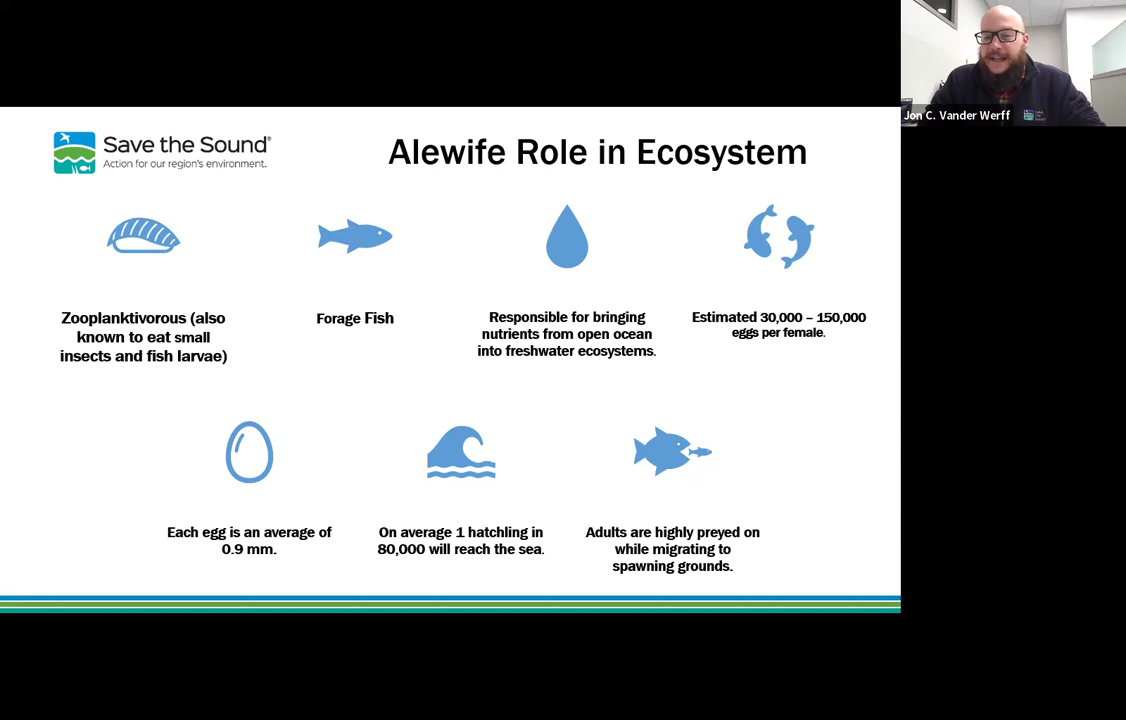 Jon C. Vander Werff
Save the Sound®
Action for our region's environment.
Alewife Role in Ecosystem
Zooplanktivorous (also
known to eat small
insects and fish larvae)
Forage Fish
Responsible for bringing
nutrients from open ocean
into freshwater ecosystems.
Estimated 30,000 – 150,000
eggs per female.
Each egg is an average of
0.9 mm.
On average 1 hatchling in
80,000 will reach the sea.
Adults are highly preyed on
while migrating to
spawning grounds.